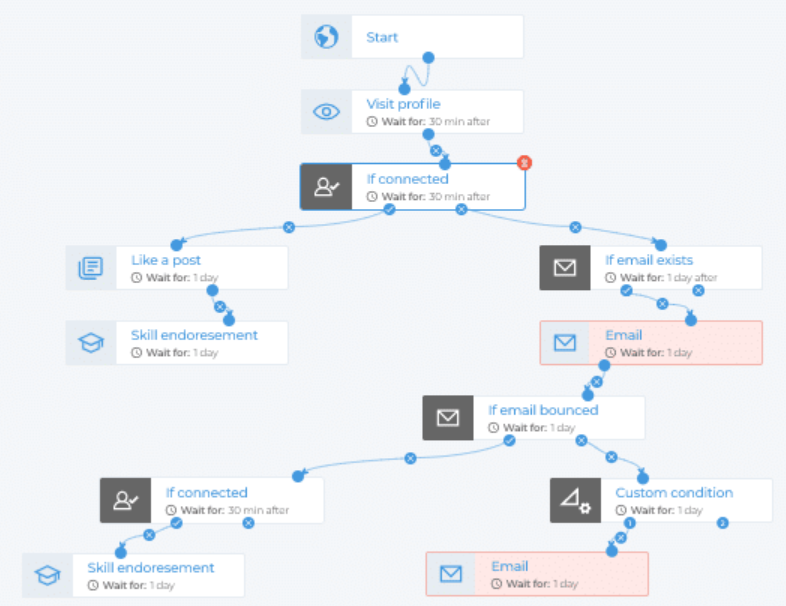 Start
Visit profile
Wait for: 30 min after
If connected
Wait for: 30 min after
Like a post
Wait for: 1 day
If email exists
Wait for: 1 day after
Skill endoresement
Wait for: 1 day
Email
Wait for: 1 day
If email bounced
Wait for: 1 day
If connected
Wait for: 30 min after
Custom condition
Wait for: 1 day
1
2
Skill endoresement
Wait for: 1 day
Email
Wait for: 1 day